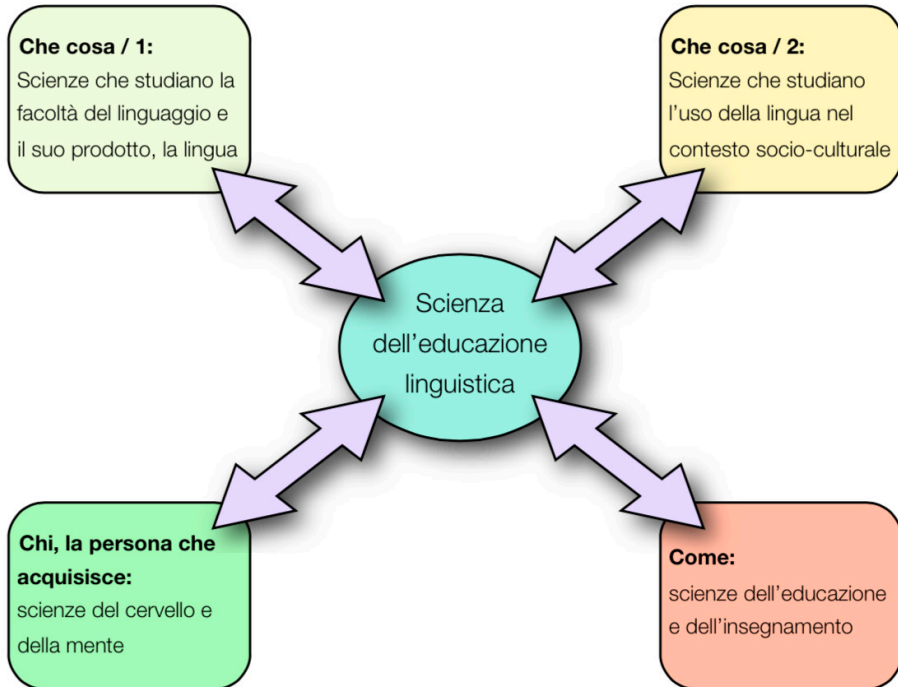 Che cosa / 1:
Scienze che studiano la
facoltà del linguaggio e
il suo prodotto, la lingua
Che cosa / 2:
Scienze che studiano
l'uso della lingua nel
contesto socio-culturale
Scienza
dell'educazione
linguistica
Chi, la persona che
acquisisce:
scienze del cervello e
della mente
Come:
scienze dell'educazione
e dell'insegnamento